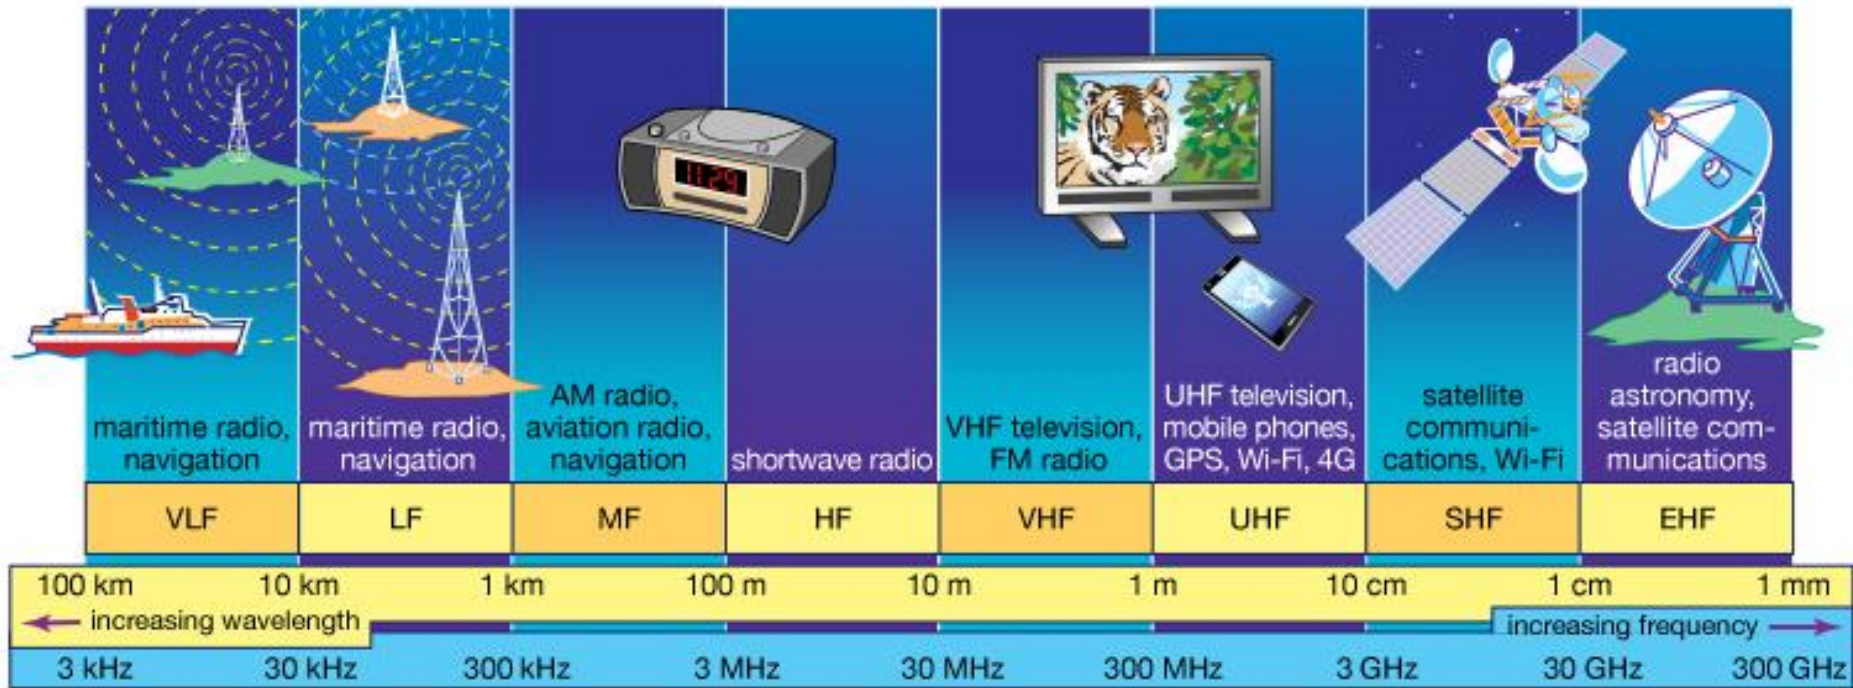 11:29
maritime radio,
navigation
maritime radio,
navigation
AM radio,
aviation radio,
navigation
shortwave radio
VHF television,
FM radio
UHF television,
mobile phones,
GPS, Wi-Fi, 4G
satellite
communi-
cations, Wi-Fi
radio
astronomy,
satellite com-
munications
VLF LF MF HF VHF UHF SHF EHF
100 km 10 km 1 km 100 m 10 m 1 m 10 cm 1 cm 1 mm
increasing wavelength increasing frequency
3 kHz 30 kHz 300 kHz 3 MHz 30 MHz 300 MHz 3 GHz 30 GHz 300 GHz